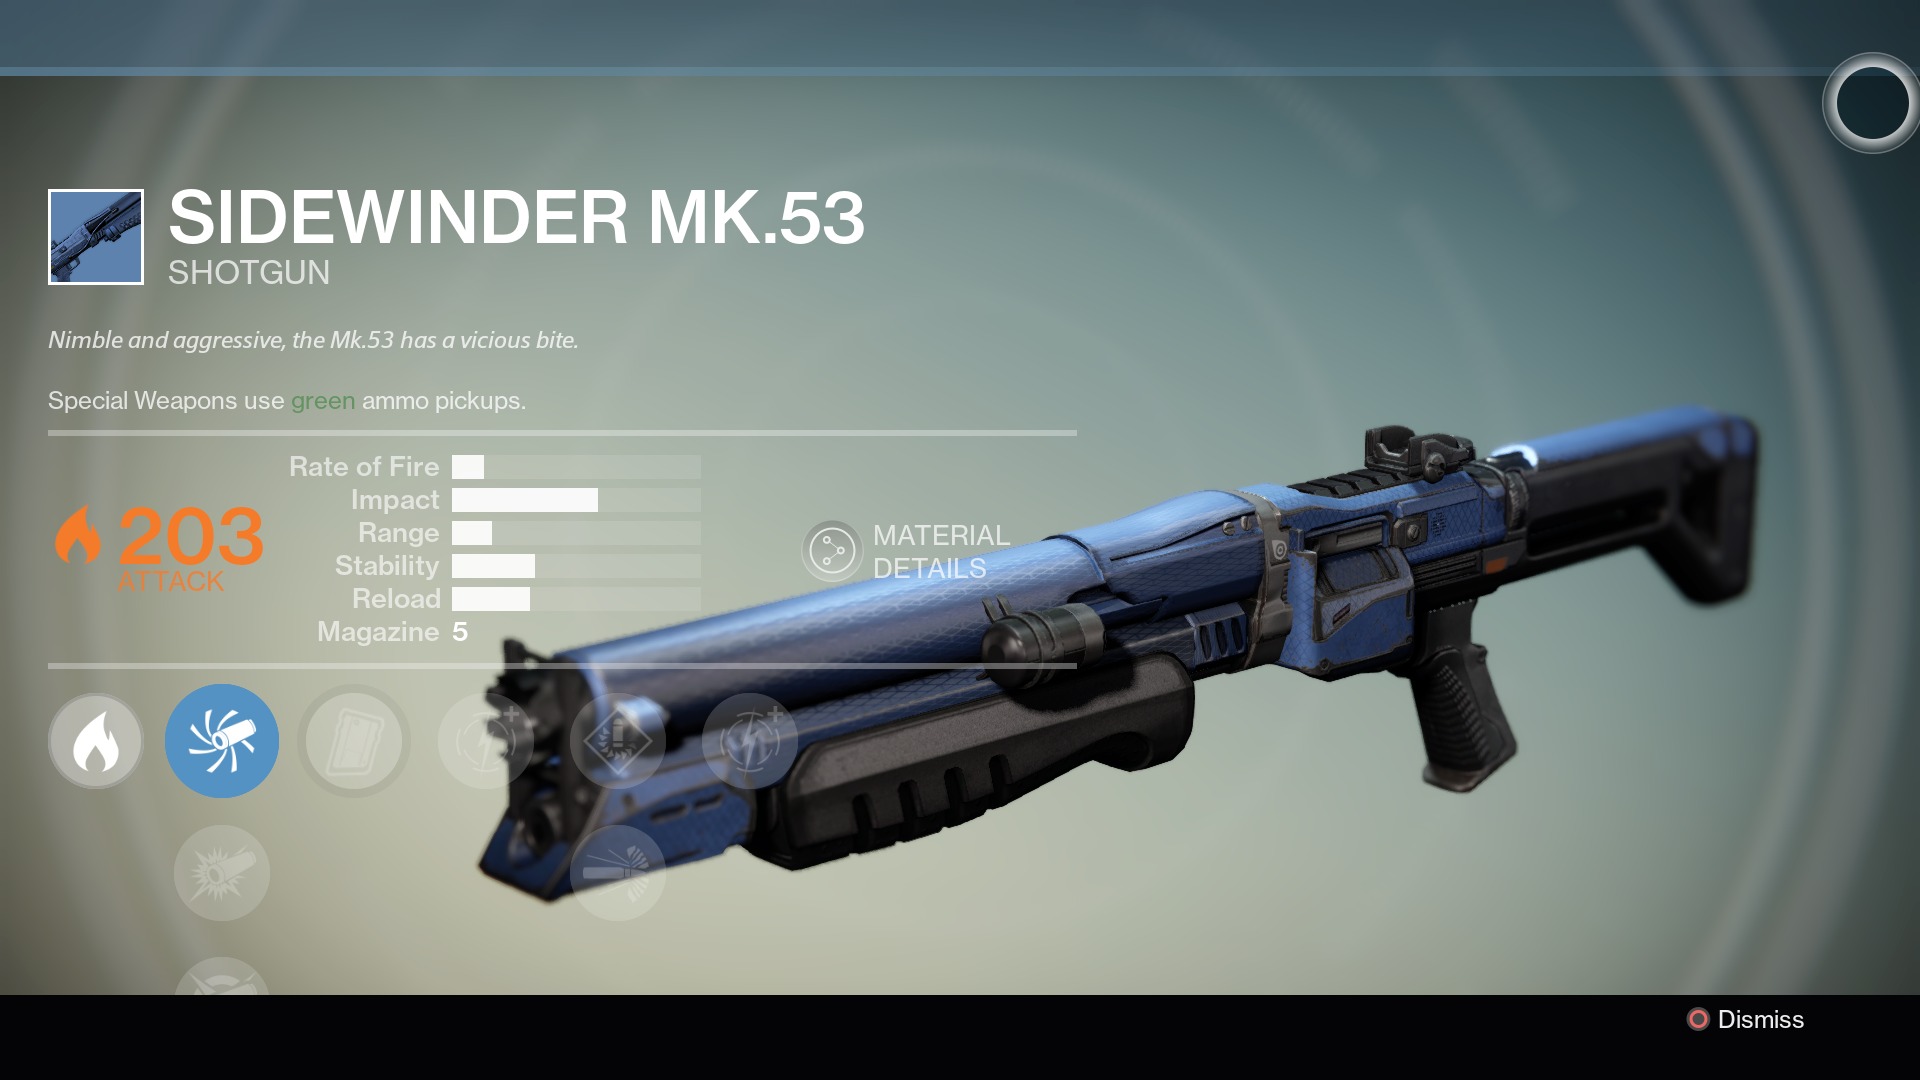 SIDEWINDER MK.53
SHOTGUN
Nimble and aggressive, the Mk.53 has a vicious bite.
Special Weapons use green ammo pickups.
203
ATTACK
Rate of Fire
Impact
Range
Stability
Reload
Magazine 5
MATERIAL
DETAILS
Dismiss